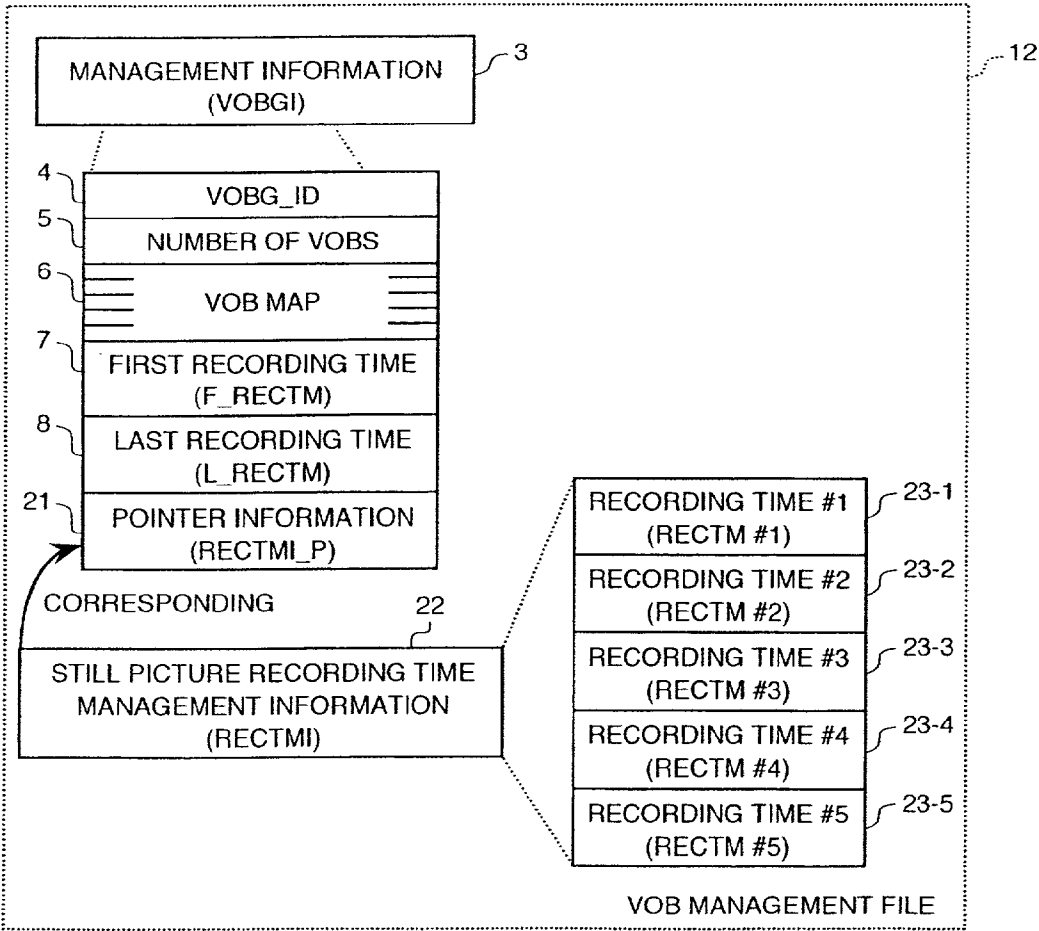 12
3
MANAGEMENT INFORMATION
(VOBGI)
4
VOBG_ID
5
NUMBER OF VOBS
6
VOB MAP
7
FIRST RECORDING TIME
(F_RECTM)
8
LAST RECORDING TIME
(L_RECTM)
21
POINTER INFORMATION
(RECTMI_P)
CORRESPONDING
22
STILL PICTURE RECORDING TIME
MANAGEMENT INFORMATION
(RECTMI)
RECORDING TIME #1
(RECTM #1)
23-1
RECORDING TIME #2
(RECTM #2)
23-2
RECORDING TIME #3
(RECTM #3)
23-3
RECORDING TIME #4
(RECTM #4)
23-4
RECORDING TIME #5
(RECTM #5)
23-5
VOB MANAGEMENT FILE